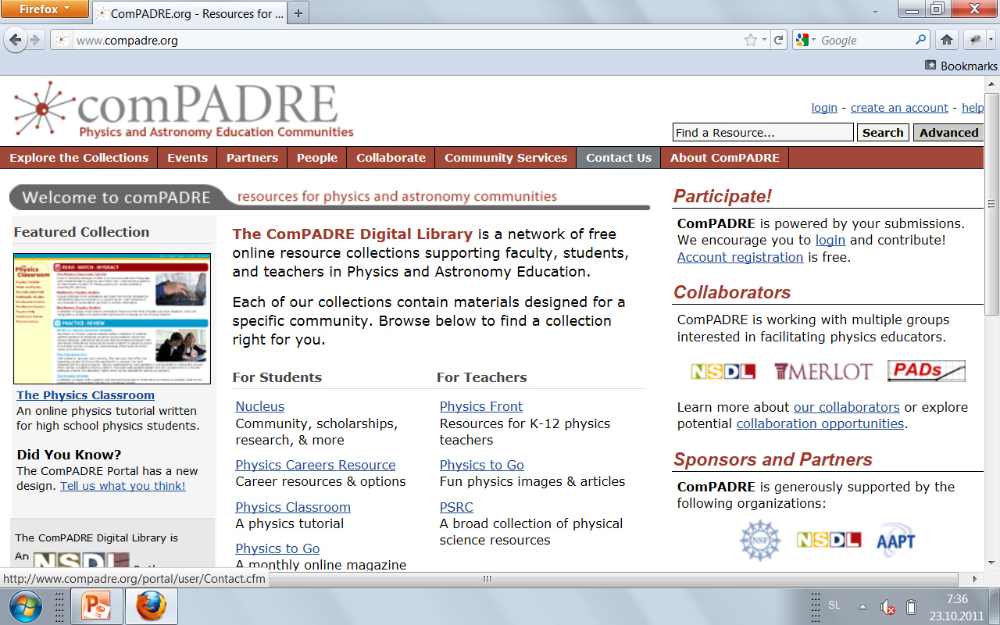 Firefox
ComPADRE.org - Resources for ...
www.compadre.org
Google
Bookmarks
comPADRE
Physics and Astronomy Education Communities
login - create an account - help
Find a Resource...
Search
Advanced
Explore the Collections
Events
Partners
People
Collaborate
Community Services
Contact Us
About ComPADRE
Welcome to comPADRE
resources for physics and astronomy communities
Featured Collection
Physics Classroom
READ · WATCH · INTERACT
PRACTICE · REVIEW
The Physics Classroom
An online physics tutorial written
for high school physics students.
Did You Know?
The ComPADRE Portal has a new
design. Tell us what you think!
The ComPADRE Digital Library is
An NSDL
The ComPADRE Digital Library is a network of free
online resource collections supporting faculty, students,
and teachers in Physics and Astronomy Education.
Each of our collections contain materials designed for a
specific community. Browse below to find a collection
right for you.
For Students
Nucleus
Community, scholarships,
research, & more
Physics Careers Resource
Career resources & options
Physics Classroom
A physics tutorial
Physics to Go
A monthly online magazine
For Teachers
Physics Front
Resources for K-12 physics
teachers
Physics to Go
Fun physics images & articles
PSRC
A broad collection of physical
science resources
Participate!
ComPADRE is powered by your submissions.
We encourage you to login and contribute!
Account registration is free.
Collaborators
ComPADRE is working with multiple groups
interested in facilitating physics educators.
NSDL
MERLOT
PADs
Learn more about our collaborators or explore
potential collaboration opportunities.
Sponsors and Partners
ComPADRE is generously supported by the
following organizations:
NSF
NSDL
AAPT
http://www.compadre.org/portal/user/Contact.cfm
SL
7:36
23.10.2011